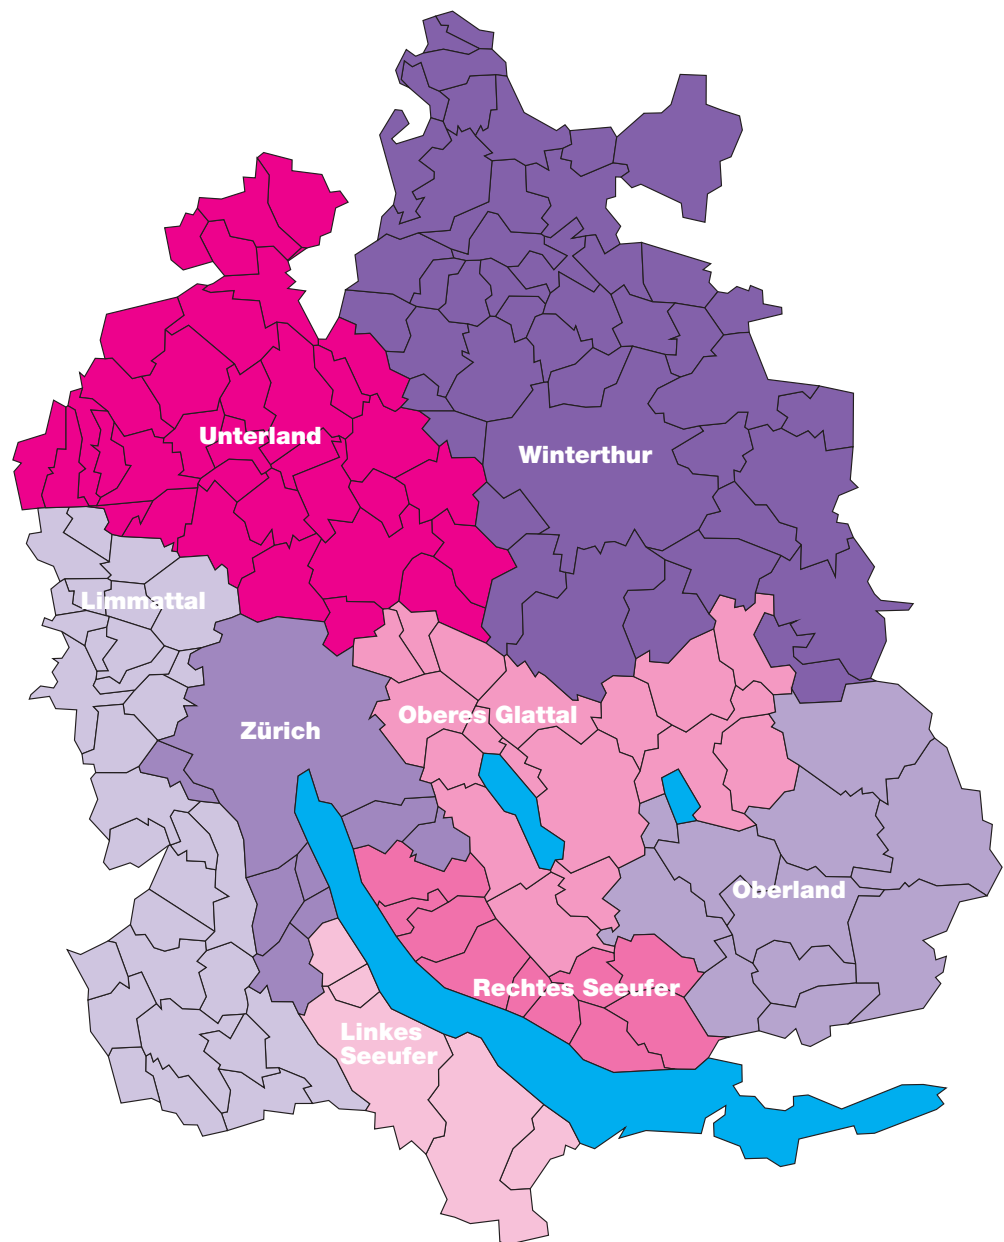 Unterland
Winterthur
Limmattal
Oberes Glattal
Zürich
Oberland
Rechtes Seeufer
Linkes
Seeufer